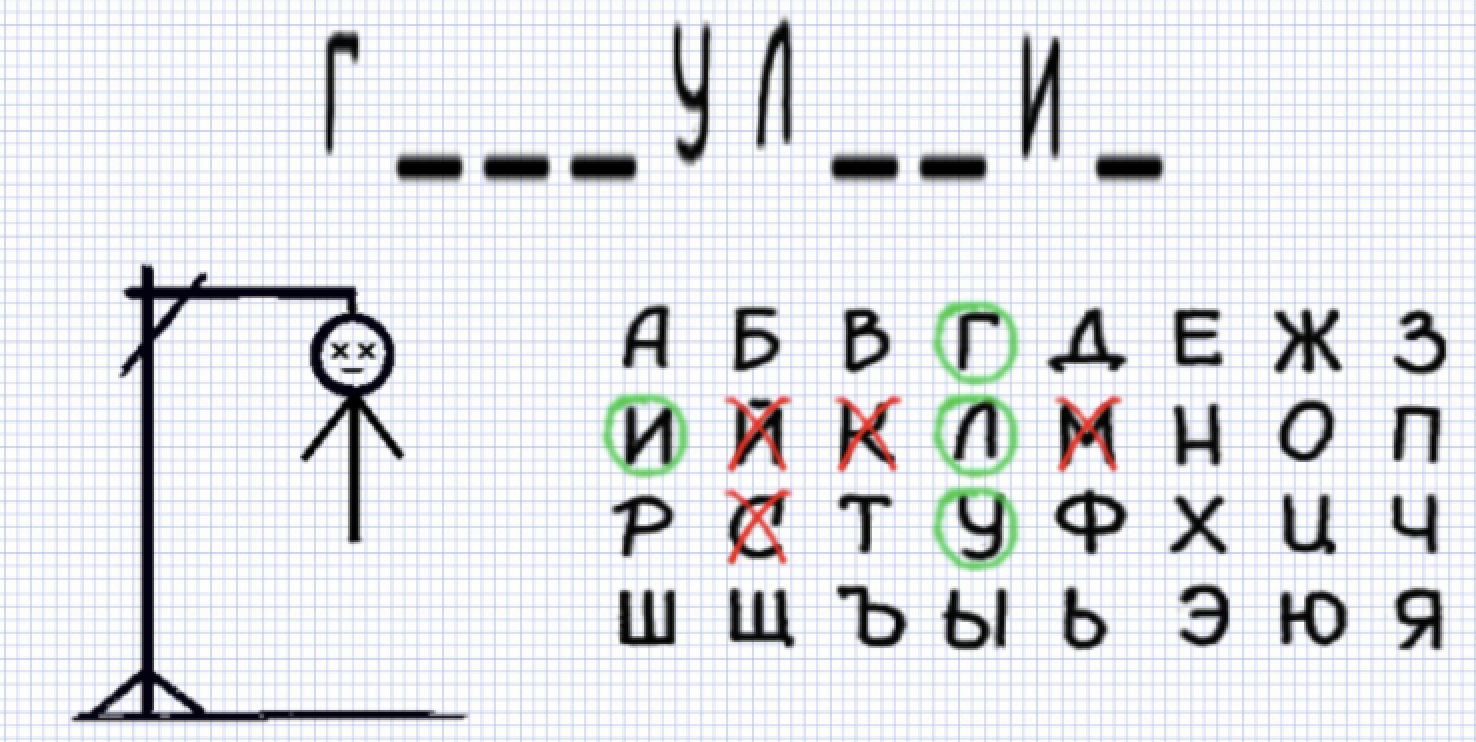 Г _ _ _ У Л _ _ И _
А Б В Г Д Е Ж З
И Й К Л М Н О П
Р С Т У Ф Х Ц Ч
Ш Щ Ъ Ы Ь Э Ю Я